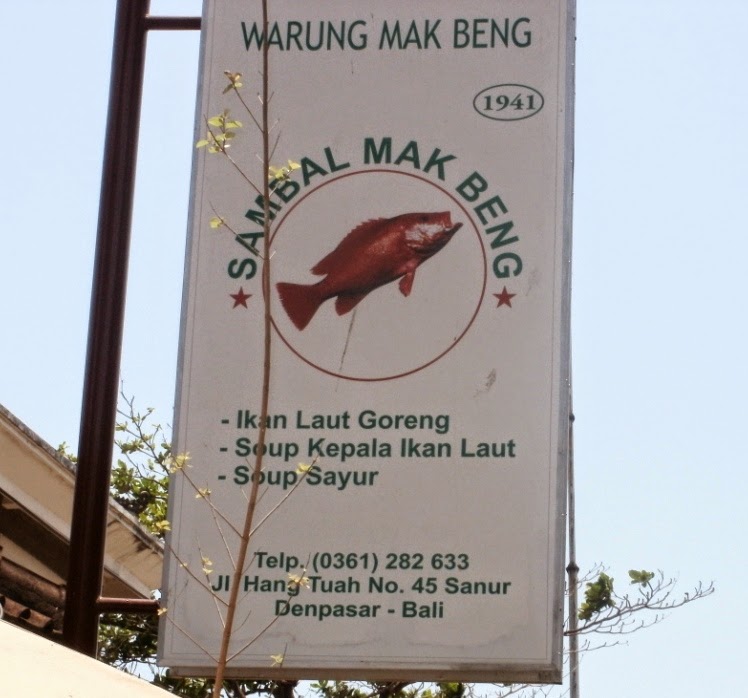 WARUNG MAK BENG
1941
SAMBAL MAK BENG
- Ikan Laut Goreng
- Soup Kepala Ikan Laut
- Soup Sayur
Telp. (0361) 282 633
Jl Hang Tuah No. 45 Sanur
Denpasar - Bali